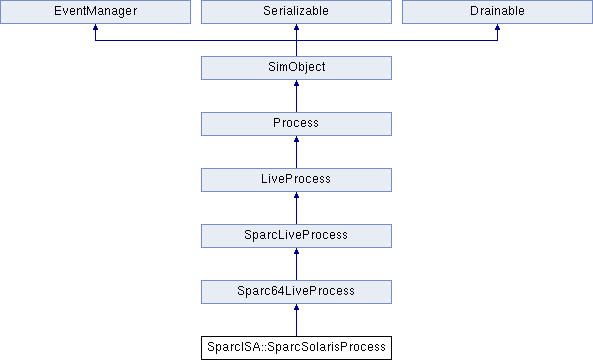 EventManager
Serializable
Drainable
SimObject
Process
LiveProcess
SparcLiveProcess
Sparc64LiveProcess
SparcISA::SparcSolarisProcess